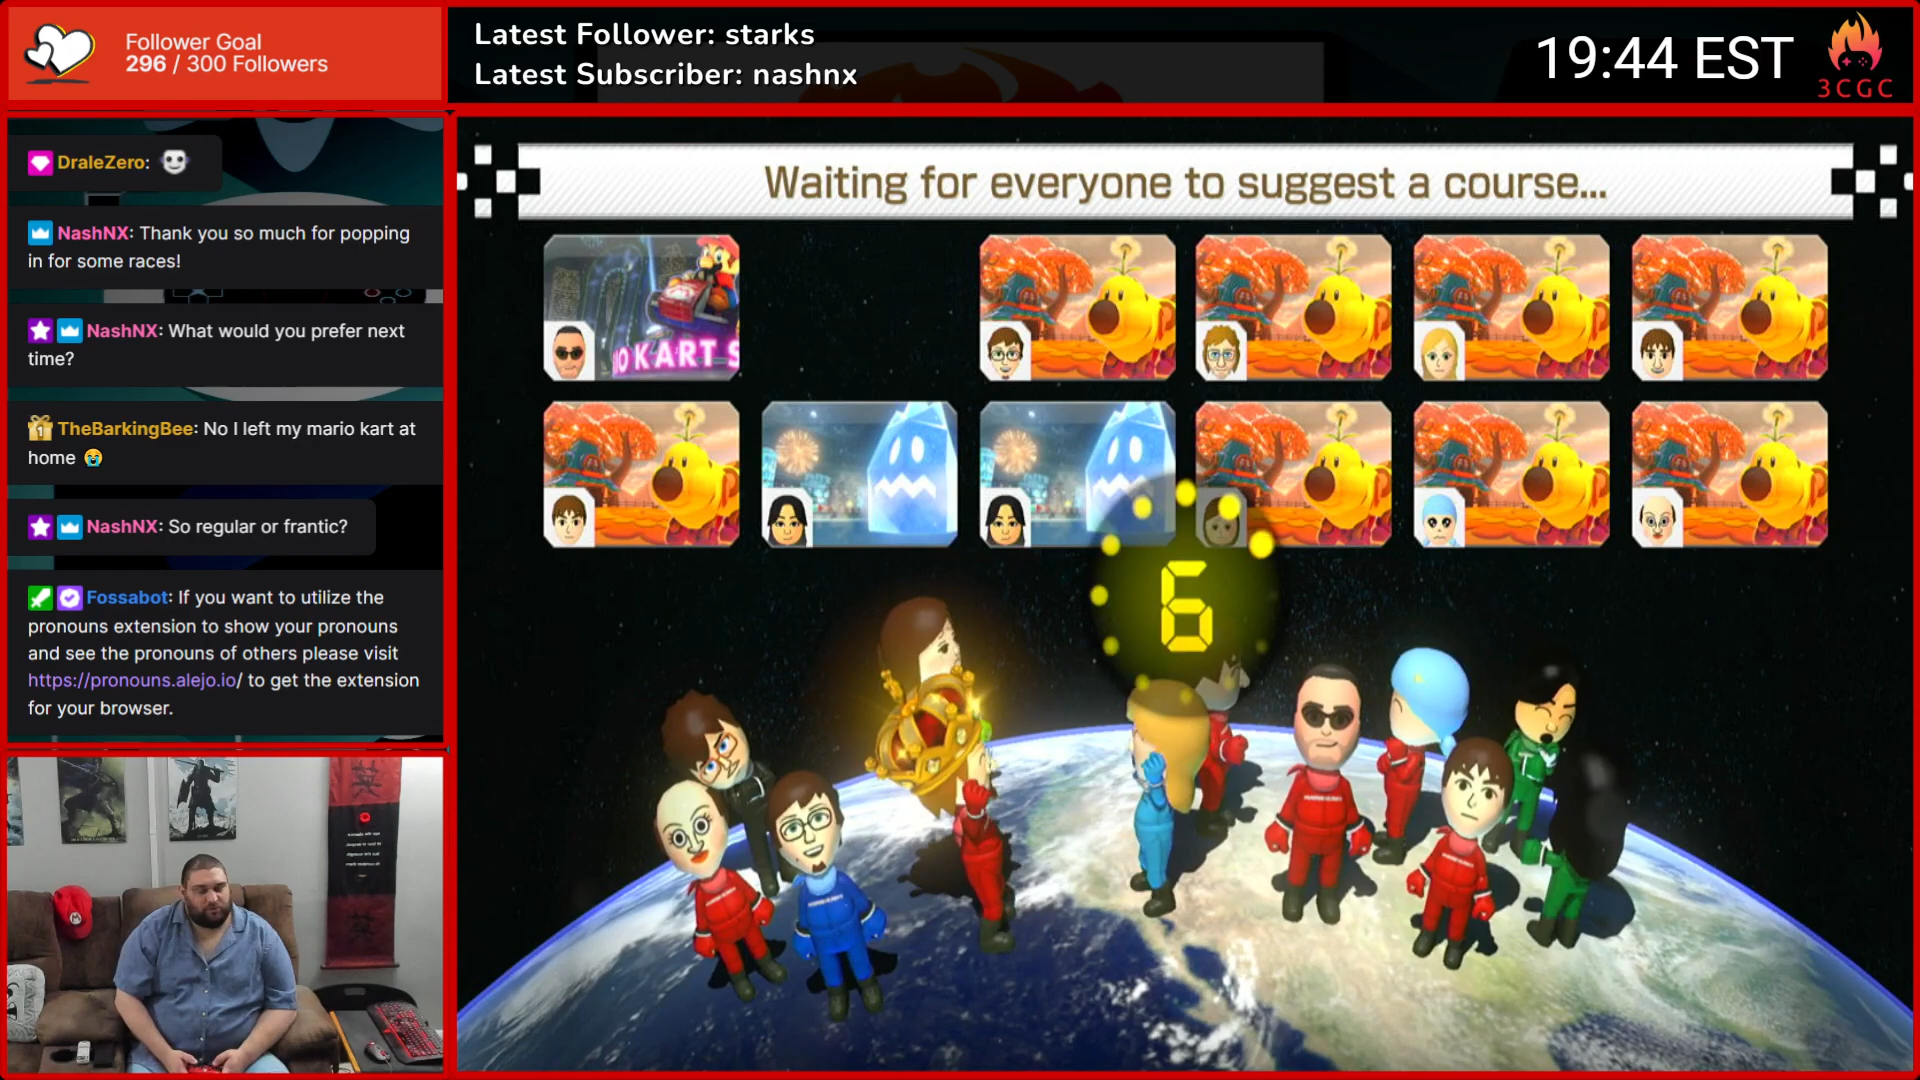 Follower Goal
296 / 300 Followers
Latest Follower: starks
Latest Subscriber: nashnx
19:44 EST
3CGC
DraleZero:
NashNX: Thank you so much for popping
in for some races!
NashNX: What would you prefer next
time?
TheBarkingBee: No I left my mario kart at
home 😭
NashNX: So regular or frantic?
Fossabot: If you want to utilize the
pronouns extension to show your pronouns
and see the pronouns of others please visit
https://pronouns.alejo.io/ to get the extension
for your browser.
Waiting for everyone to suggest a course...
IO KART S
6